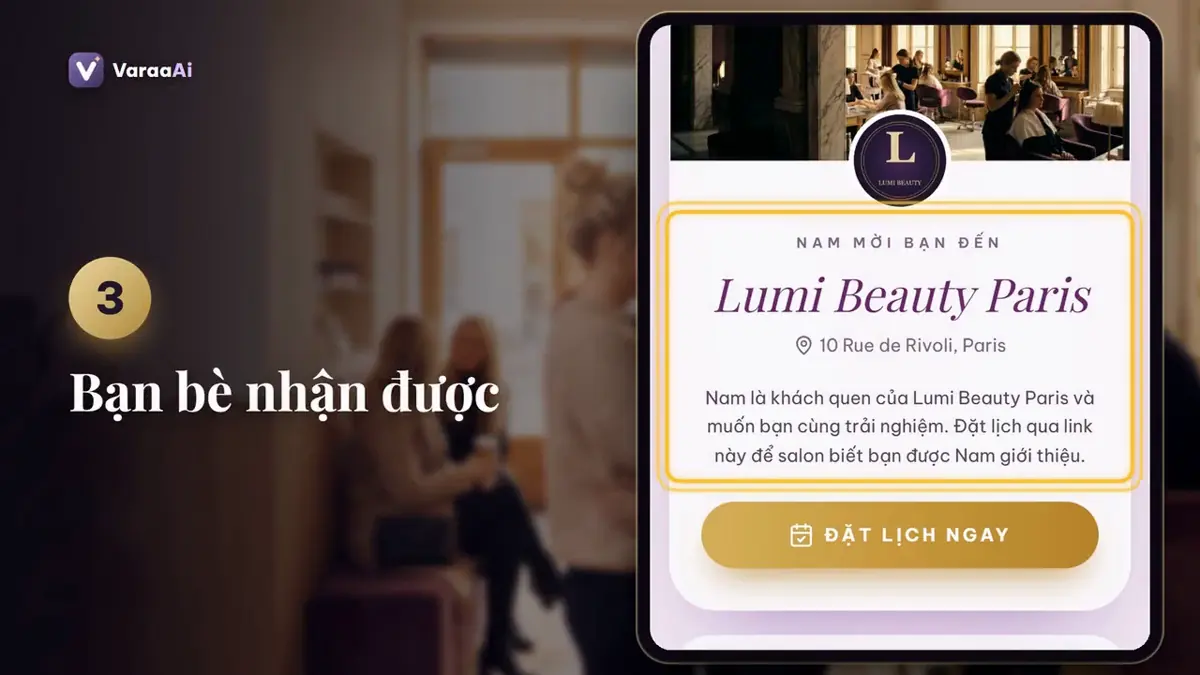 VaraaAi
3
Bạn bè nhận được
L
LUMI BEAUTY
NAM MỜI BẠN ĐẾN
Lumi Beauty Paris
10 Rue de Rivoli, Paris
Nam là khách quen của Lumi Beauty Paris và
muốn bạn cùng trải nghiệm. Đặt lịch qua link
này để salon biết bạn được Nam giới thiệu.
ĐẶT LỊCH NGAY